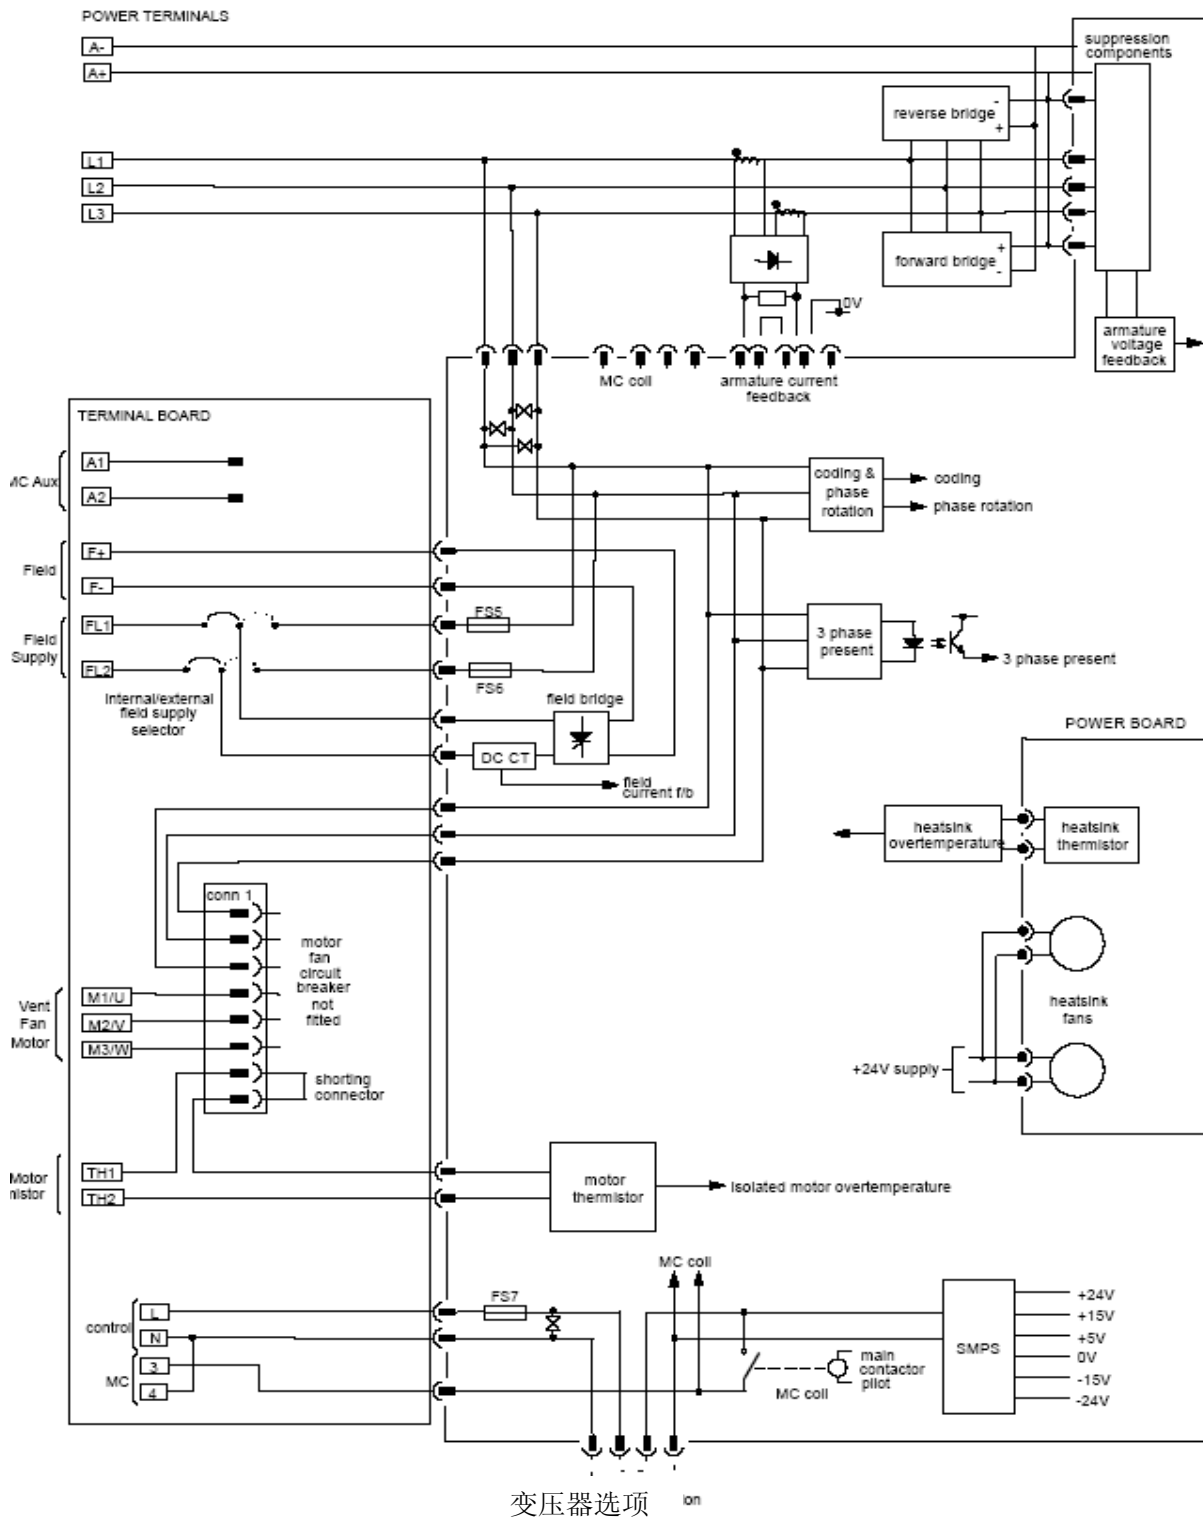 POWER TERMINALS
A-
A+
suppression
components
reverse bridge
-
+
L1
L2
L3
forward bridge
+
-
0V
armature
voltage
feedback
MC coil
armature current
feedback
TERMINAL BOARD
A1
A2
MC Aux
coding &
phase
rotation
coding
phase rotation
F+
F-
Field
FL1
FL2
Field
Supply
FS5
FS6
3 phase
present
3 phase present
Internal/external
field supply
selector
field bridge
DC CT
field
current f/b
POWER BOARD
heatsink
overtemperature
heatsink
thermistor
conn 1
motor
fan
circuit
breaker
not
fitted
M1/U
M2/V
M3/W
Vent
Fan
Motor
heatsink
fans
+24V supply
shorting
connector
TH1
TH2
Motor
nistor
motor
thermistor
Isolated motor overtemperature
MC coil
L
N
3
4
control
MC
FS7
main
contactor
pilot
MC coil
SMPS
+24V
+15V
+5V
0V
-15V
-24V
变压器选项
ion